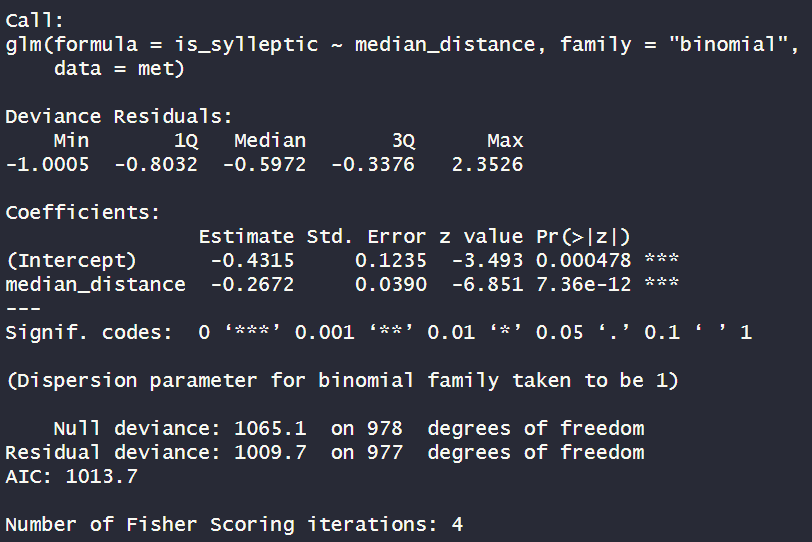 Call:
glm(formula = is_sylleptic ~ median_distance, family = "binomial",
    data = met)

Deviance Residuals:
    Min       1Q   Median       3Q      Max
-1.0005  -0.8032  -0.5972  -0.3376   2.3526

Coefficients:
                Estimate Std. Error z value Pr(>|z|)
(Intercept)      -0.4315     0.1235  -3.493 0.000478 ***
median_distance  -0.2672     0.0390  -6.851 7.36e-12 ***
---
Signif. codes:  0 ‘***’ 0.001 ‘**’ 0.01 ‘*’ 0.05 ‘.’ 0.1 ‘ ’ 1

(Dispersion parameter for binomial family taken to be 1)

    Null deviance: 1065.1  on 978  degrees of freedom
Residual deviance: 1009.7  on 977  degrees of freedom
AIC: 1013.7

Number of Fisher Scoring iterations: 4